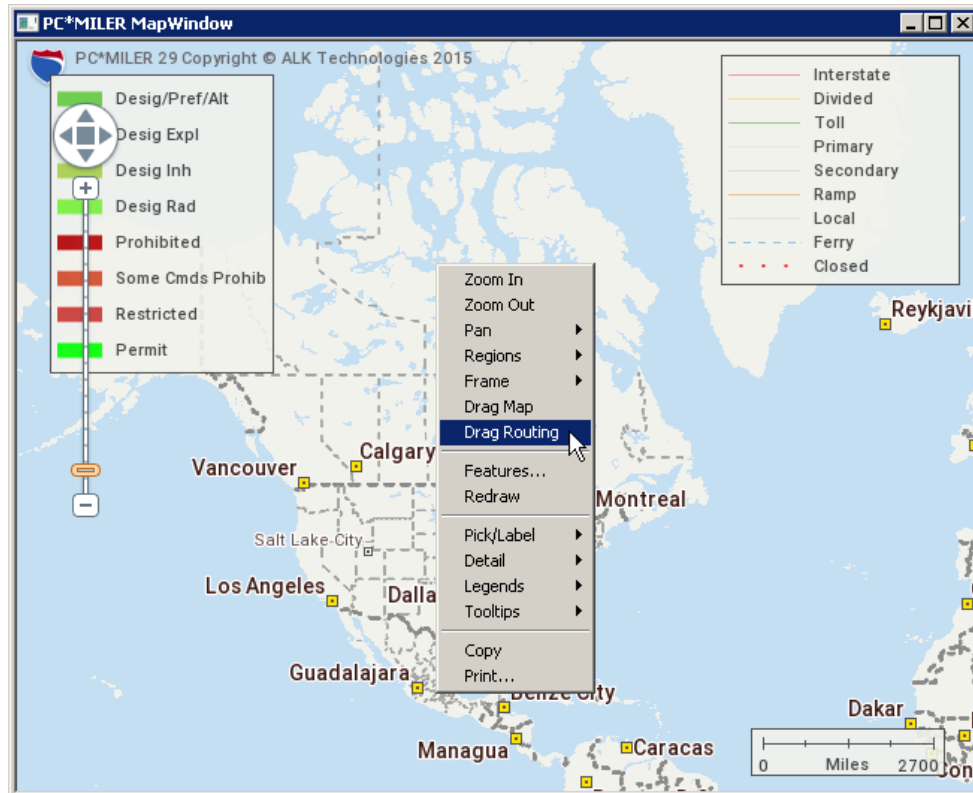 PC*MILER MapWindow
PC*MILER 29 Copyright © ALK Technologies 2015
Desig/Pref/Alt
Desig Expl
Desig Inh
Desig Rad
Prohibited
Some Cmds Prohib
Restricted
Permit
Interstate
Divided
Toll
Primary
Secondary
Ramp
Local
Ferry
Closed
Zoom In
Zoom Out
Pan
Regions
Frame
Drag Map
Drag Routing
Features...
Redraw
Pick/Label
Detail
Legends
Tooltips
Copy
Print...
Reykjavi
Calgary
Vancouver
Montreal
Salt Lake City
Los Angeles
Dalla
Guadalajara
Belize City
Dakar
Managua
Caracas
0 Miles 2700